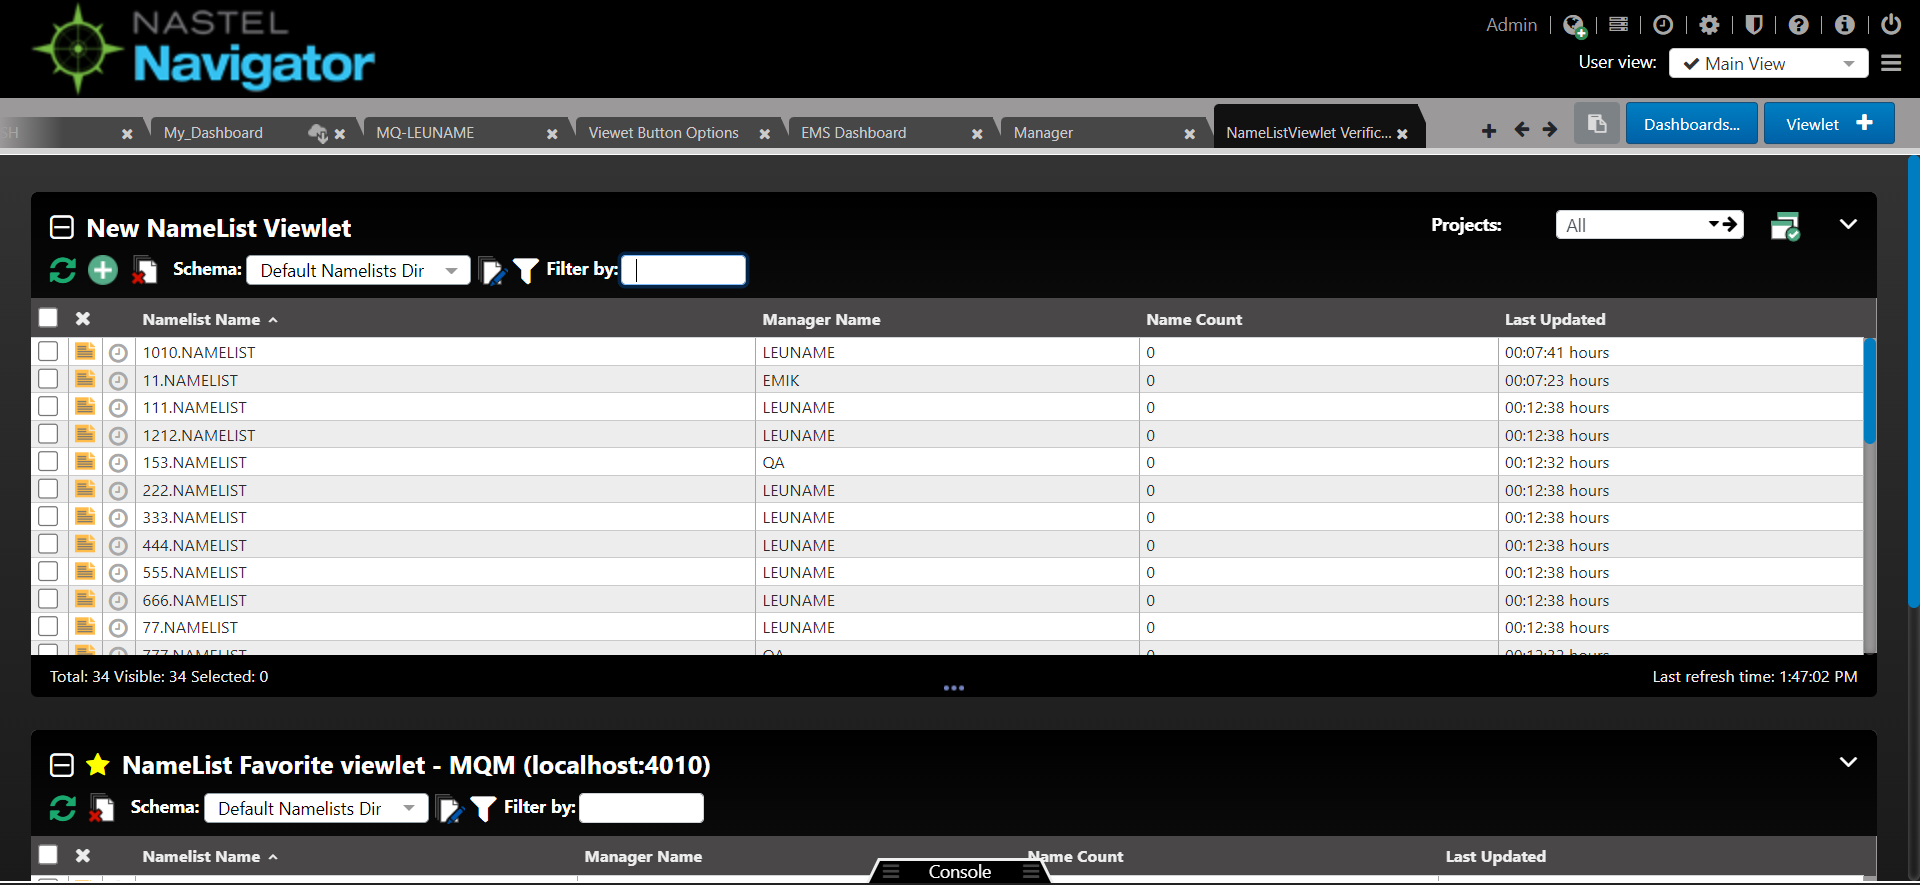 NASTEL
Navigator
Admin
User view:
Main View
SH
My_Dashboard
MQ-LEUNAME
Viewet Button Options
EMS Dashboard
Manager
NameListViewlet Verific...
Dashboards...
Viewlet
New NameList Viewlet
Projects:
All
Schema:
Default Namelists Dir
Filter by:
Namelist Name Manager Name Name Count Last Updated
1010.NAMELIST LEUNAME 0 00:07:41 hours
11.NAMELIST EMIK 0 00:07:23 hours
111.NAMELIST LEUNAME 0 00:12:38 hours
1212.NAMELIST LEUNAME 0 00:12:38 hours
153.NAMELIST QA 0 00:12:32 hours
222.NAMELIST LEUNAME 0 00:12:38 hours
333.NAMELIST LEUNAME 0 00:12:38 hours
444.NAMELIST LEUNAME 0 00:12:38 hours
555.NAMELIST LEUNAME 0 00:12:38 hours
666.NAMELIST LEUNAME 0 00:12:38 hours
77.NAMELIST LEUNAME 0 00:12:38 hours
777.NAMELIST QA 0 00:12:32 hours
Total: 34 Visible: 34 Selected: 0
Last refresh time: 1:47:02 PM
NameList Favorite viewlet - MQM (localhost:4010)
Schema:
Default Namelists Dir
Filter by:
Namelist Name Manager Name Name Count Last Updated
Console